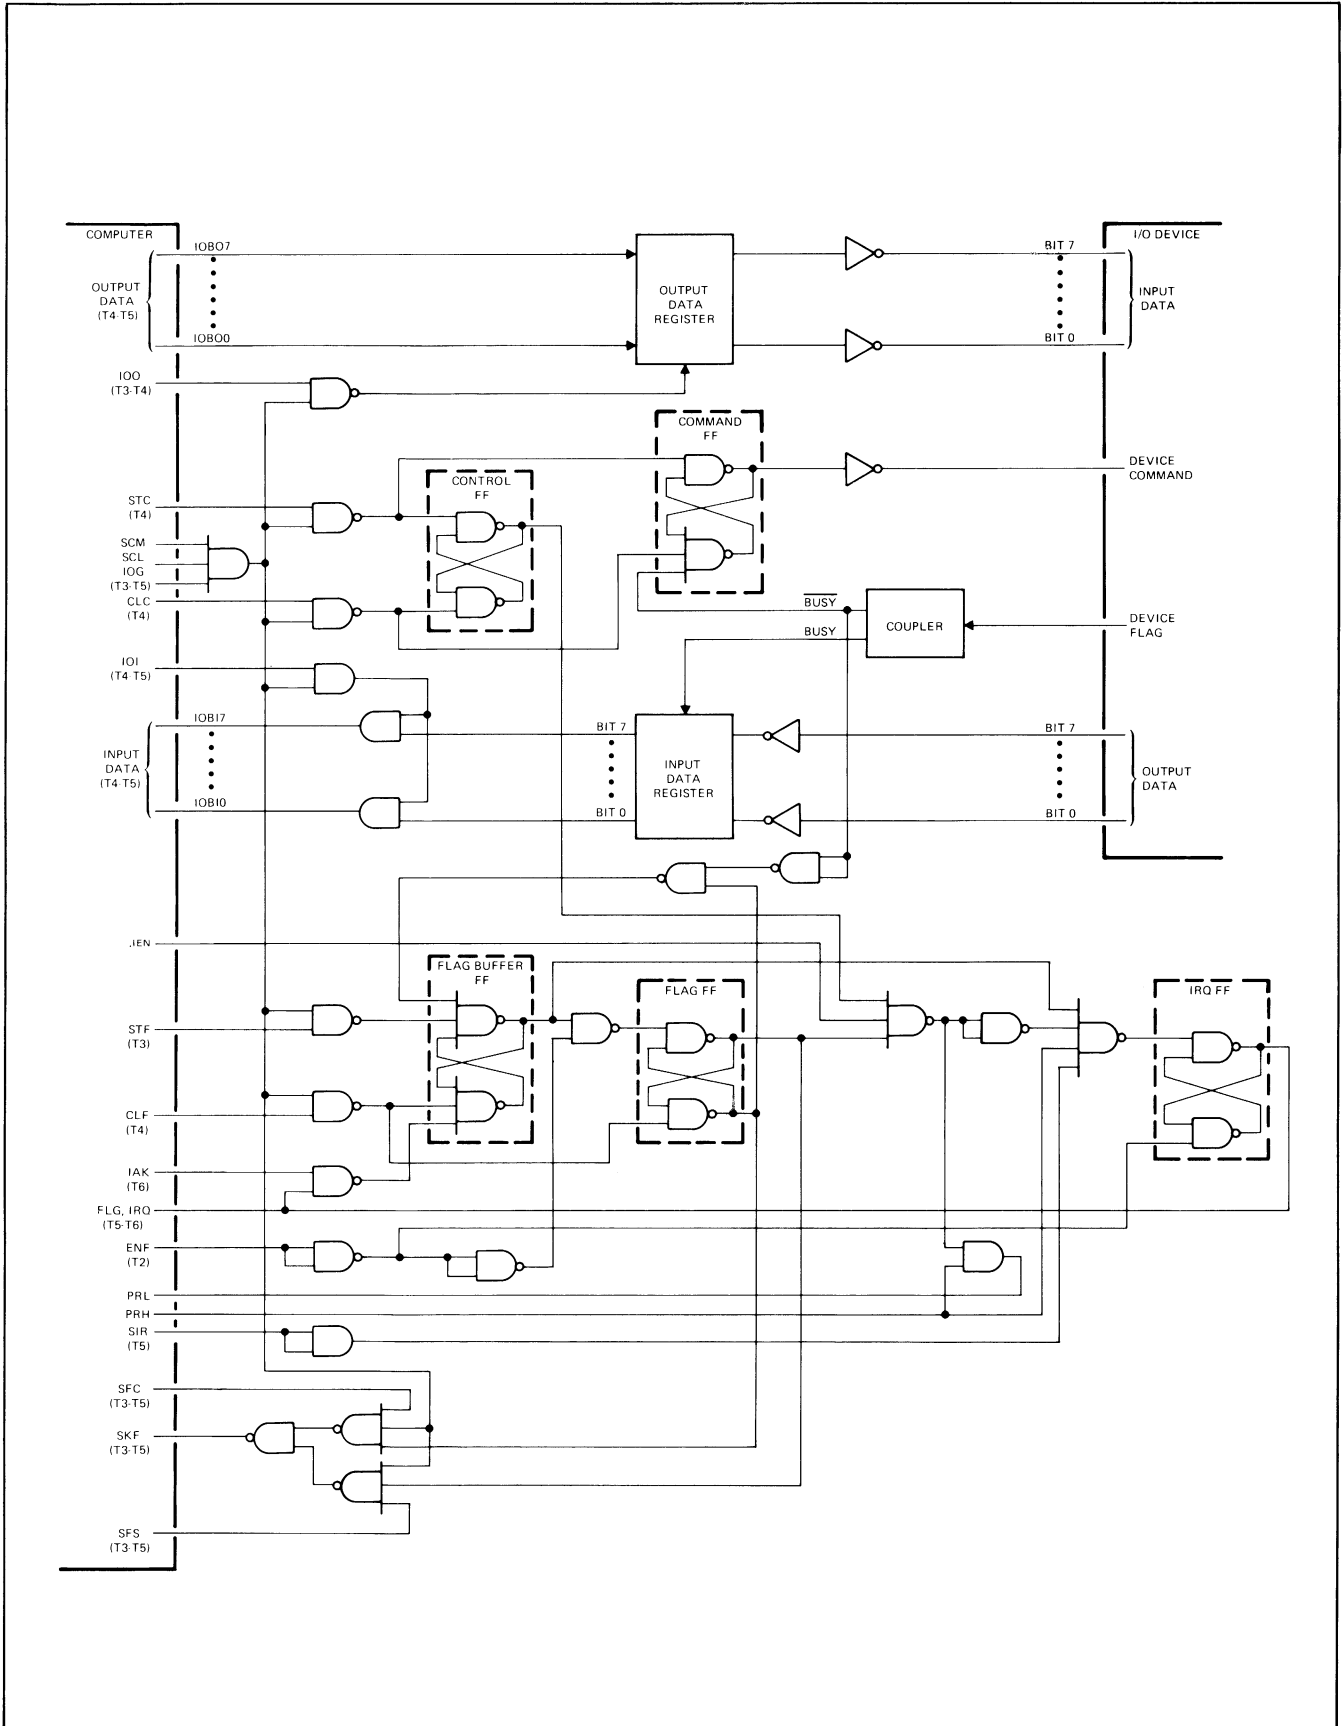 COMPUTER
I/O DEVICE
IOBO7
BIT 7
OUTPUT
DATA
(T4-T5)
OUTPUT
DATA
REGISTER
INPUT
DATA
IOBO0
BIT 0
IOO
(T3-T4)
COMMAND
FF
DEVICE
COMMAND
CONTROL
FF
STC
(T4)
SCM
SCL
IOG
(T3-T5)
CLC
(T4)
BUSY
BUSY
COUPLER
DEVICE
FLAG
IOI
(T4-T5)
IOBI7
BIT 7
BIT 7
INPUT
DATA
(T4-T5)
INPUT
DATA
REGISTER
OUTPUT
DATA
IOBI0
BIT 0
BIT 0
IEN
FLAG BUFFER
FF
FLAG FF
IRQ FF
STF
(T3)
CLF
(T4)
IAK
(T6)
FLG, IRQ
(T5-T6)
ENF
(T2)
PRL
PRH
SIR
(T5)
SFC
(T3-T5)
SKF
(T3-T5)
SFS
(T3-T5)